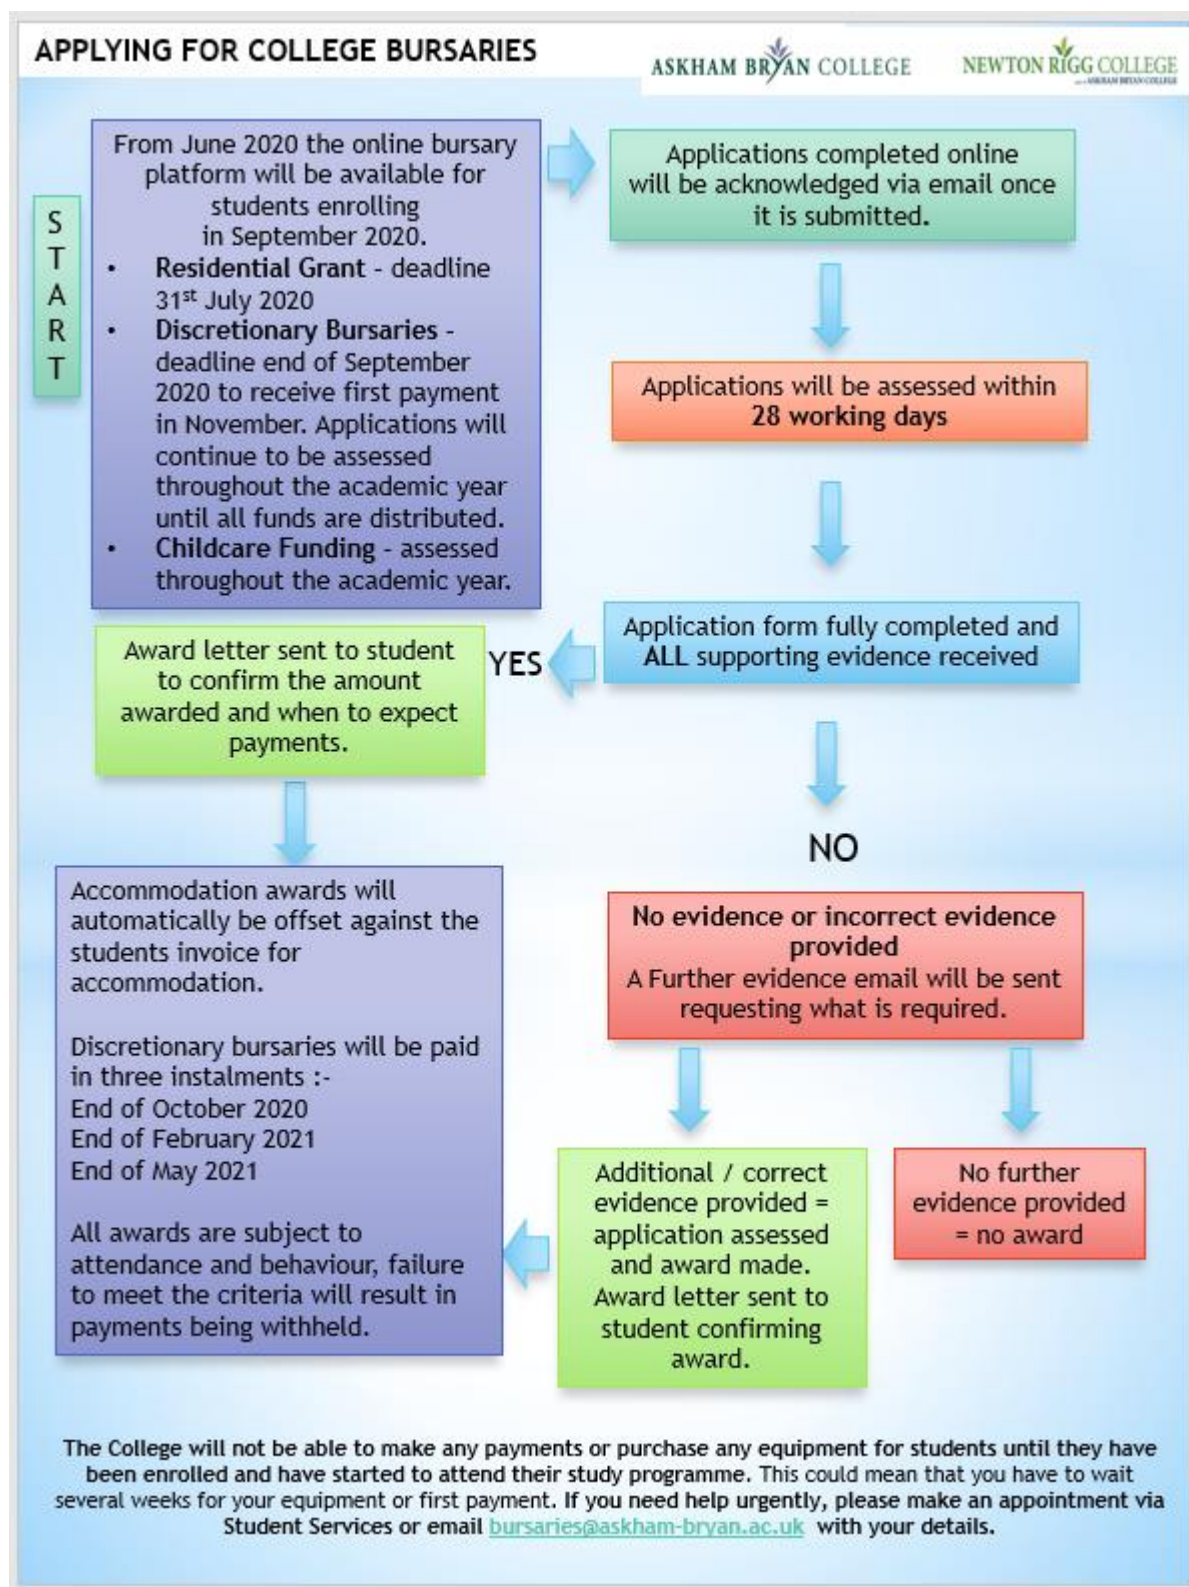 APPLYING FOR COLLEGE BURSARIES
ASKHAM BRYAN COLLEGE
NEWTON RIGG COLLEGE
ASKHAM BRYAN COLLEGE
S
T
A
R
T
From June 2020 the online bursary
platform will be available for
students enrolling
in September 2020.
• Residential Grant - deadline
31st July 2020
• Discretionary Bursaries -
deadline end of September
2020 to receive first payment
in November. Applications will
continue to be assessed
throughout the academic year
until all funds are distributed.
• Childcare Funding - assessed
throughout the academic year.
Applications completed online
will be acknowledged via email once
it is submitted.
Applications will be assessed within
28 working days
Application form fully completed and
ALL supporting evidence received
YES
Award letter sent to student
to confirm the amount
awarded and when to expect
payments.
Accommodation awards will
automatically be offset against the
students invoice for
accommodation.
Discretionary bursaries will be paid
in three instalments :-
End of October 2020
End of February 2021
End of May 2021
All awards are subject to
attendance and behaviour, failure
to meet the criteria will result in
payments being withheld.
NO
No evidence or incorrect evidence
provided
A Further evidence email will be sent
requesting what is required.
Additional / correct
evidence provided =
application assessed
and award made.
Award letter sent to
student confirming
award.
No further
evidence provided
= no award
The College will not be able to make any payments or purchase any equipment for students until they have
been enrolled and have started to attend their study programme. This could mean that you have to wait
several weeks for your equipment or first payment. If you need help urgently, please make an appointment via
Student Services or email bursaries@askham-bryan.ac.uk with your details.